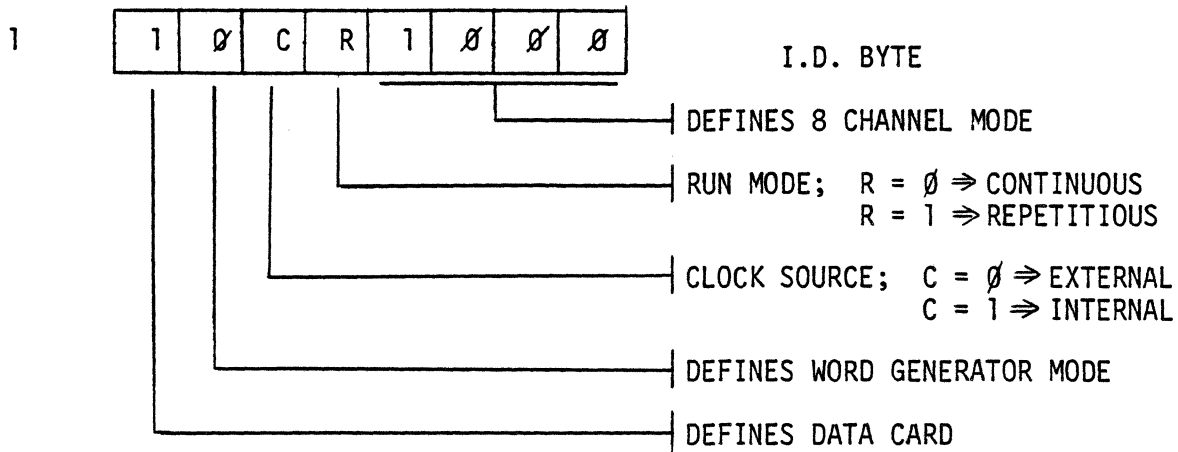 1 1 Ø C R 1 Ø Ø Ø
I.D. BYTE
DEFINES 8 CHANNEL MODE
RUN MODE; R = Ø ⇒ CONTINUOUS
R = 1 ⇒ REPETITIOUS
CLOCK SOURCE; C = Ø ⇒ EXTERNAL
C = 1 ⇒ INTERNAL
DEFINES WORD GENERATOR MODE
DEFINES DATA CARD